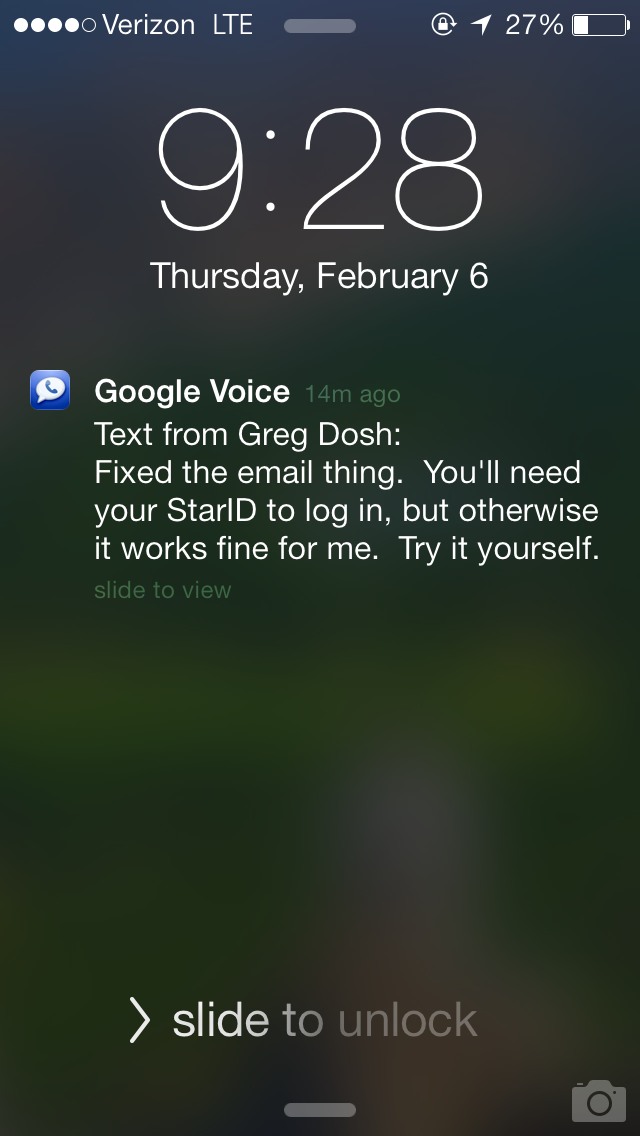 Verizon LTE 27%
9:28
Thursday, February 6
Google Voice 14m ago
Text from Greg Dosh:
Fixed the email thing.  You'll need
your StarID to log in, but otherwise
it works fine for me.  Try it yourself.
slide to view
slide to unlock